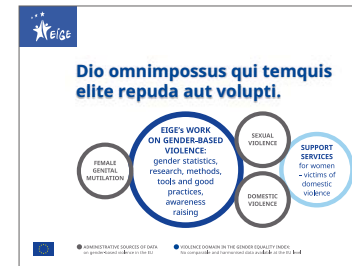 EIGE
Dio omnimpossus qui temquis
elite repuda aut volupti.
FEMALE
GENITAL
MUTILATION
EIGE's WORK
ON GENDER-BASED
VIOLENCE:
gender statistics,
research, methods,
tools and good
practices,
awareness
raising
SEXUAL
VIOLENCE
DOMESTIC
VIOLENCE
SUPPORT
SERVICES
for women
– victims of
domestic
violence
ADMINISTRATIVE SOURCES OF DATA
on gender-based violence in the EU
VIOLENCE DOMAIN IN THE GENDER EQUALITY INDEX:
No comparable and harmonised data available at the EU level